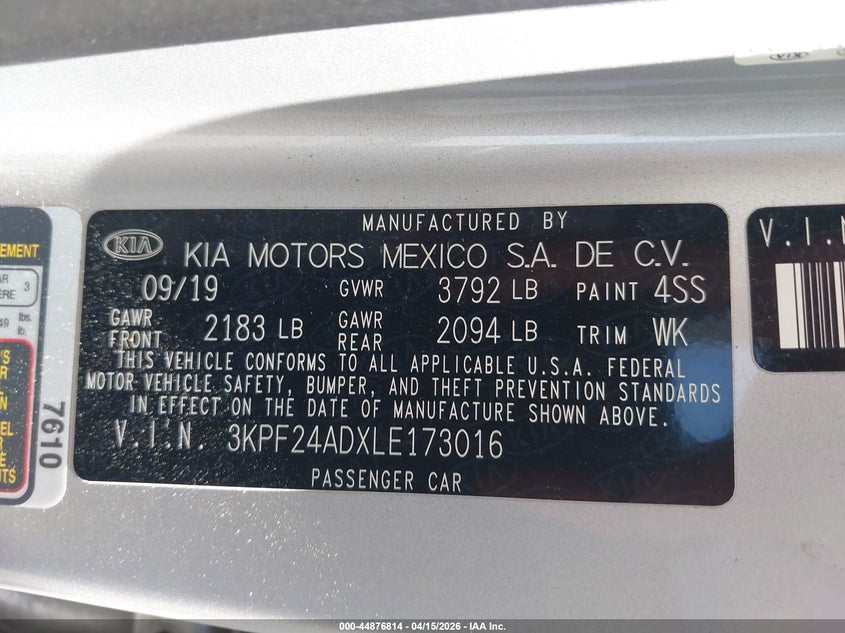 MANUFACTURED BY
KIA
KIA MOTORS MEXICO S.A. DE C.V.
09/19 GVWR 3792 LB PAINT 4SS
GAWR FRONT 2183 LB GAWR REAR 2094 LB TRIM WK
THIS VEHICLE CONFORMS TO ALL APPLICABLE U.S.A. FEDERAL
MOTOR VEHICLE SAFETY, BUMPER, AND THEFT PREVENTION STANDARDS
IN EFFECT ON THE DATE OF MANUFACTURE SHOWN ABOVE.
V.I.N. 3KPF24ADXLE173016
PASSENGER CAR
7610
V.I.N
000-44876814 - 04/15/2026 - IAA Inc.